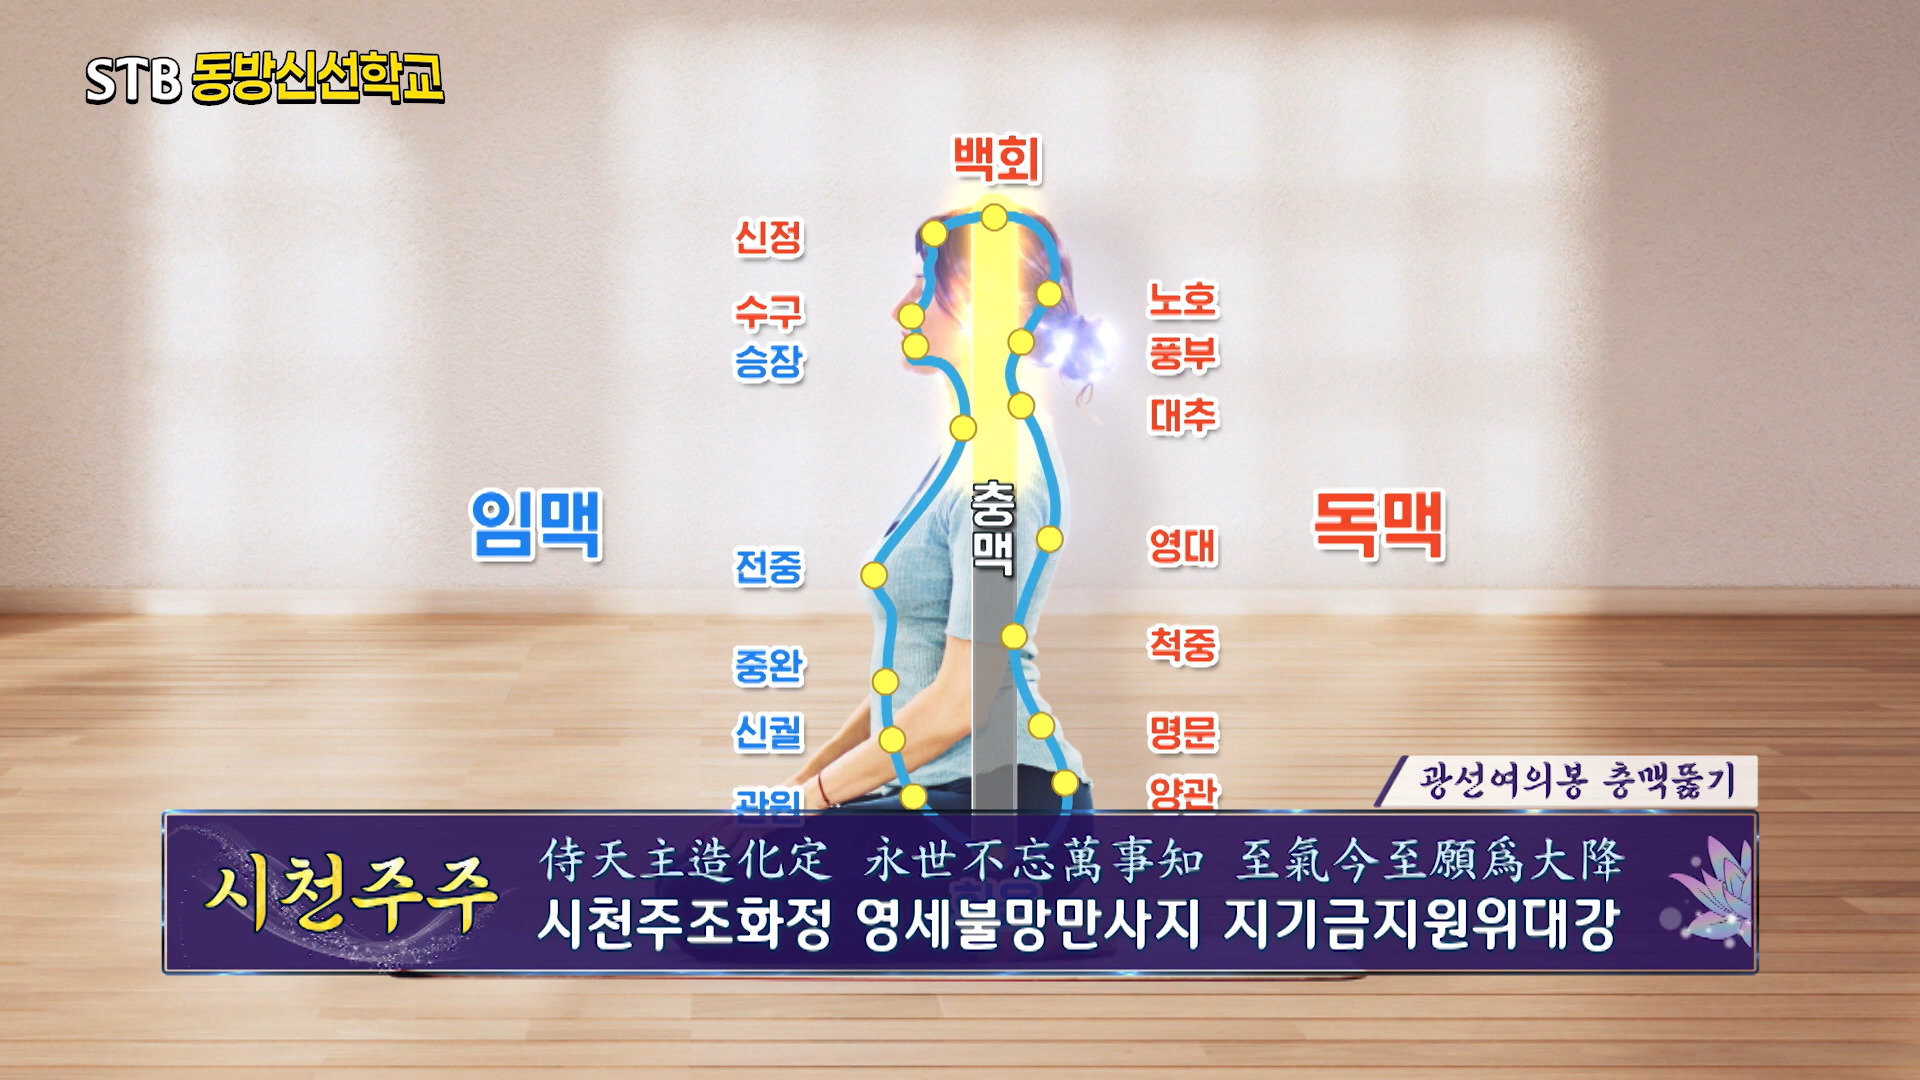 STB 동방신선학교
백회
신정
수구
승장
노호
풍부
대추
임맥
충맥
독맥
전중
영대
중완
척중
신궐
명문
관원
양관
광선여의봉 충맥뚫기
시천주주
侍天主造化定 永世不忘萬事知 至氣今至願爲大降
시천주조화정 영세불망만사지 지기금지원위대강